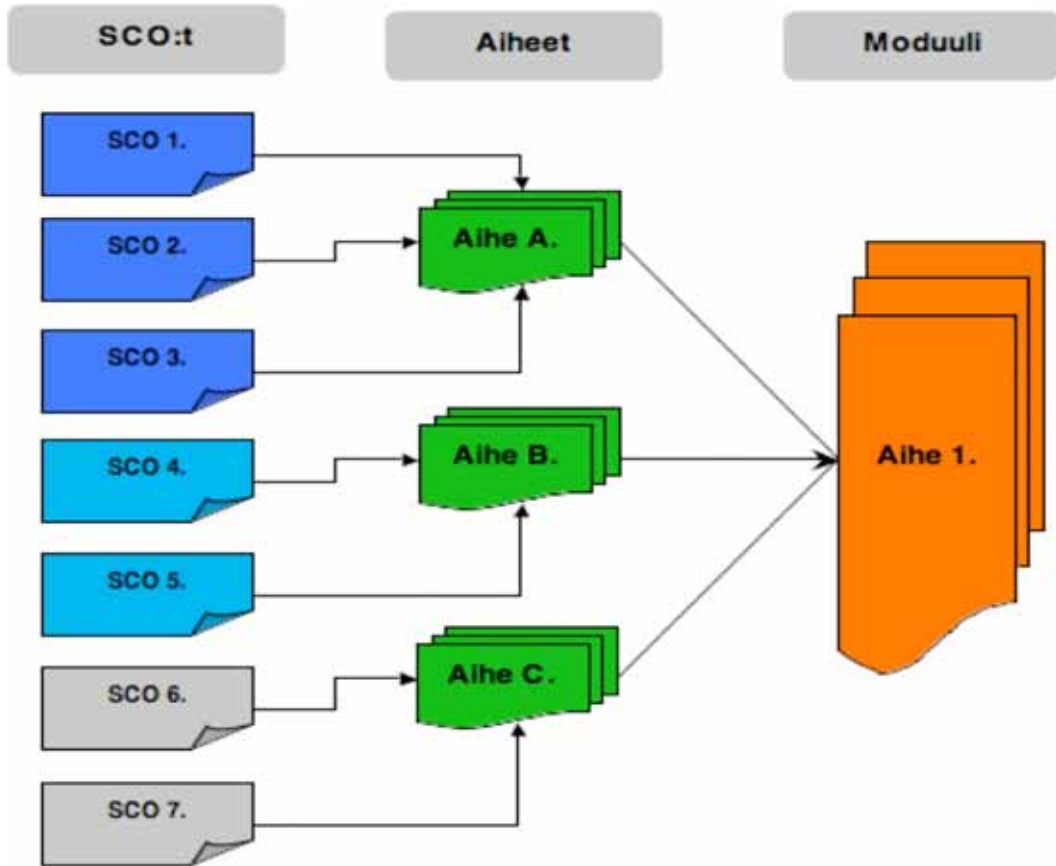 SCO:t
Aiheet
Moduuli
SCO 1.
SCO 2.
SCO 3.
SCO 4.
SCO 5.
SCO 6.
SCO 7.
Aihe A.
Aihe B.
Aihe C.
Aihe 1.